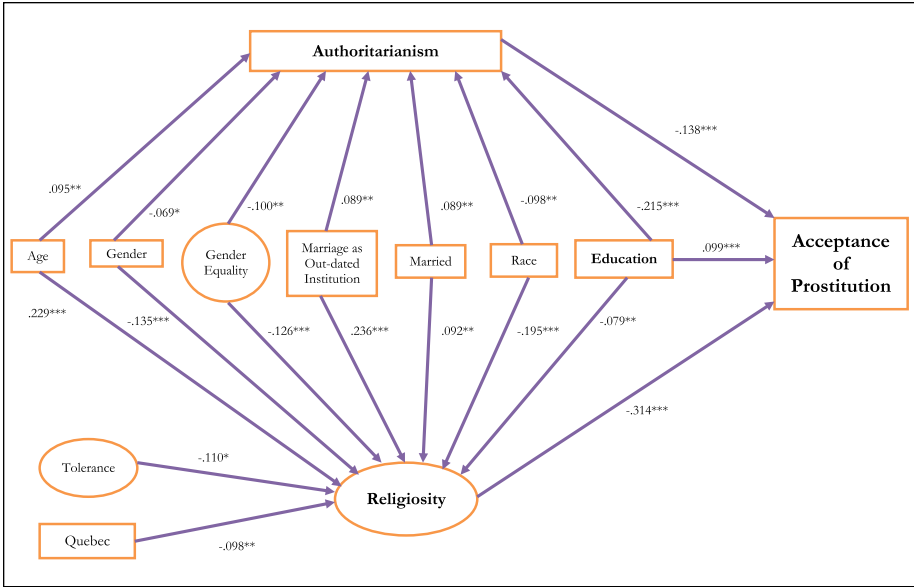 Authoritarianism
-.138***
.095**
-.069*
-.100**
.089**
.089**
-.098**
-.215***
Age
Gender
Gender
Equality
Marriage as
Out-dated
Institution
Married
Race
Education
.099***
Acceptance
of
Prostitution
.229***
-.135***
-.126***
.236***
.092**
-.195***
-.079**
-.314***
Tolerance
-.110*
Religiosity
Quebec
-.098**